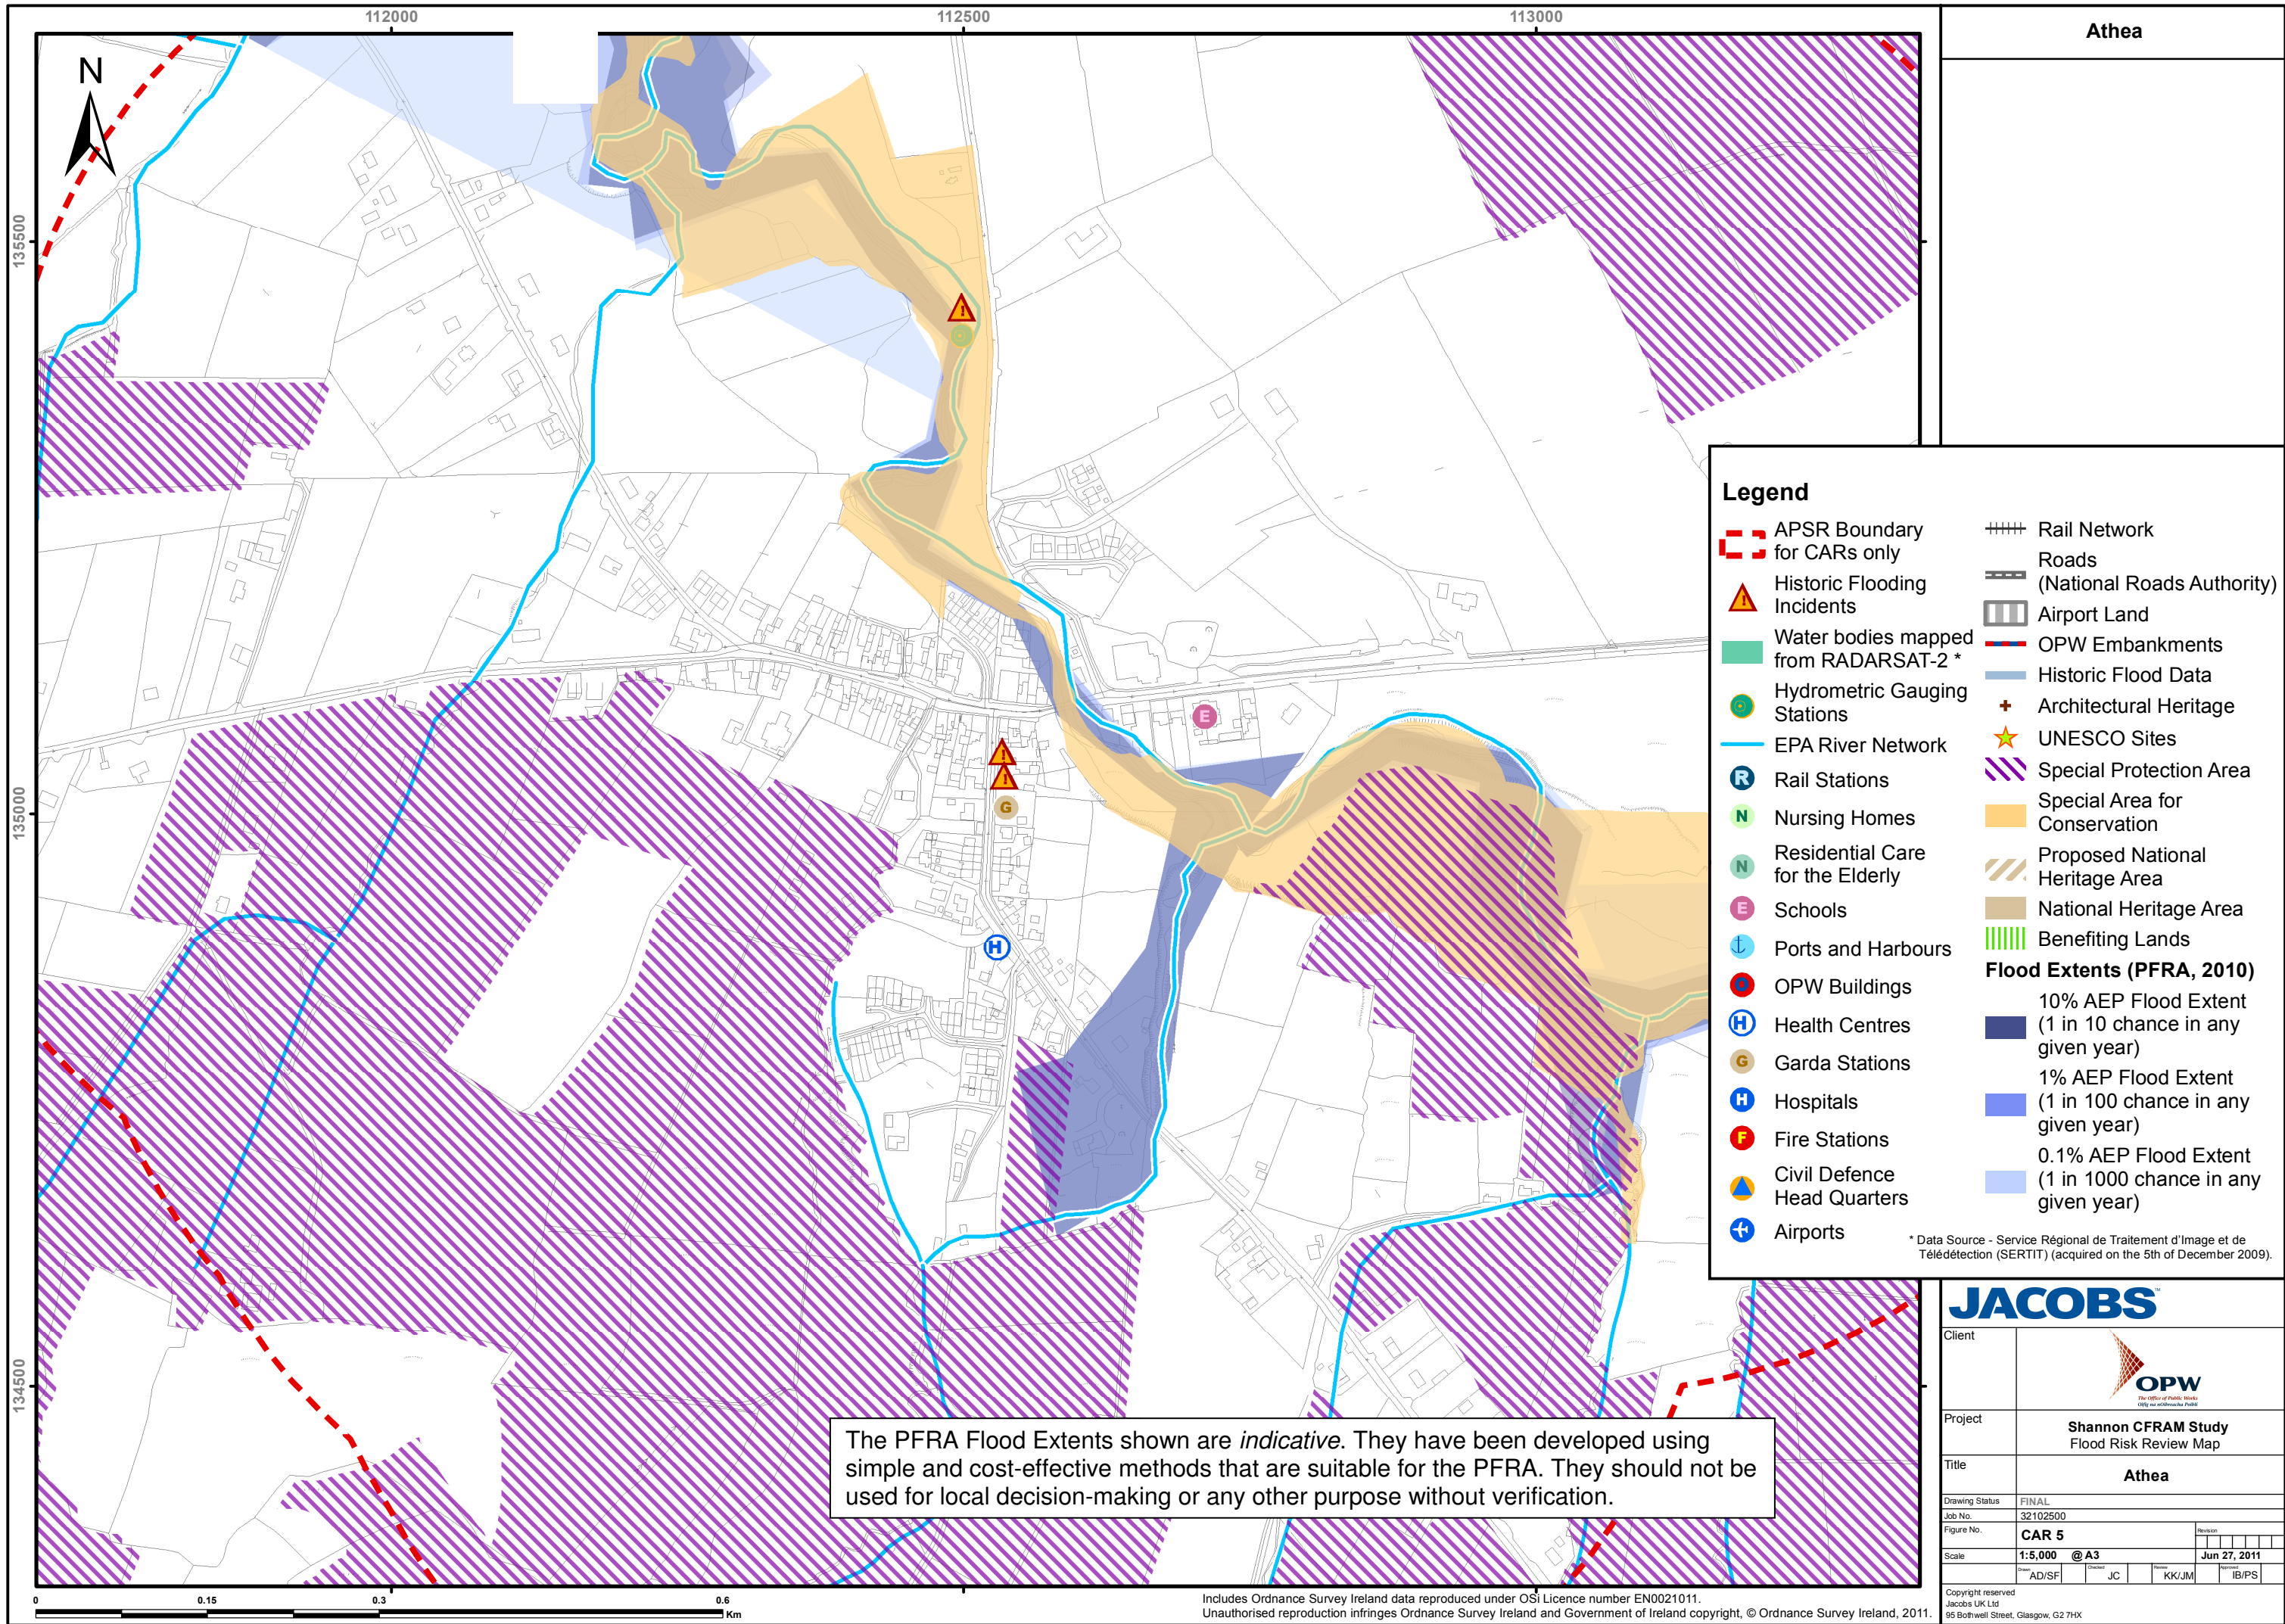 112000
112500
113000
Athea
N
135500
135000
134500
Legend
APSR Boundary
for CARs only
Historic Flooding
Incidents
Water bodies mapped
from RADARSAT-2 *
Hydrometric Gauging
Stations
EPA River Network
R Rail Stations
N Nursing Homes
N Residential Care
for the Elderly
E Schools
Ports and Harbours
OPW Buildings
H Health Centres
G Garda Stations
H Hospitals
F Fire Stations
Civil Defence
Head Quarters
Airports
Rail Network
Roads
(National Roads Authority)
Airport Land
OPW Embankments
Historic Flood Data
Architectural Heritage
UNESCO Sites
Special Protection Area
Special Area for
Conservation
Proposed National
Heritage Area
National Heritage Area
Benefiting Lands
Flood Extents (PFRA, 2010)
10% AEP Flood Extent
(1 in 10 chance in any
given year)
1% AEP Flood Extent
(1 in 100 chance in any
given year)
0.1% AEP Flood Extent
(1 in 1000 chance in any
given year)
* Data Source - Service Régional de Traitement d'Image et de
Télédétection (SERTIT) (acquired on the 5th of December 2009).
E
G
H
The PFRA Flood Extents shown are indicative. They have been developed using
simple and cost-effective methods that are suitable for the PFRA. They should not be
used for local decision-making or any other purpose without verification.
JACOBS
Client
OPW
The Office of Public Works
Oifig na nOibreacha Poiblí
Project
Shannon CFRAM Study
Flood Risk Review Map
Title
Athea
Drawing Status FINAL
Job No. 32102500
Figure No. CAR 5 Revision
Scale 1:5,000 @ A3 Jun 27, 2011
Drawn AD/SF Checked JC Review KK/JM Approved IB/PS
Copyright reserved
Jacobs UK Ltd
95 Bothwell Street, Glasgow, G2 7HX
0 0.15 0.3 0.6
Km
Includes Ordnance Survey Ireland data reproduced under OSi Licence number EN0021011.
Unauthorised reproduction infringes Ordnance Survey Ireland and Government of Ireland copyright, © Ordnance Survey Ireland, 2011.